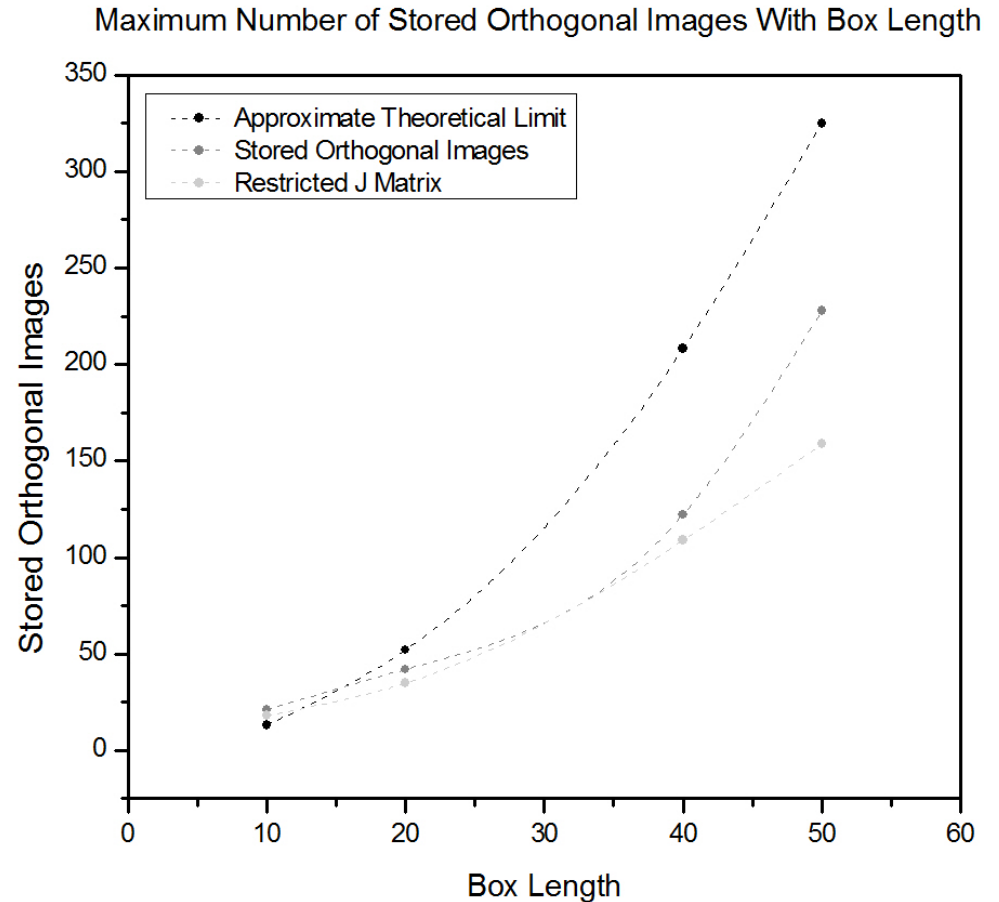 Maximum Number of Stored Orthogonal Images With Box Length
350
300
250
200
150
100
50
0
Approximate Theoretical Limit
Stored Orthogonal Images
Restricted J Matrix
Stored Orthogonal Images
0 10 20 30 40 50 60
Box Length